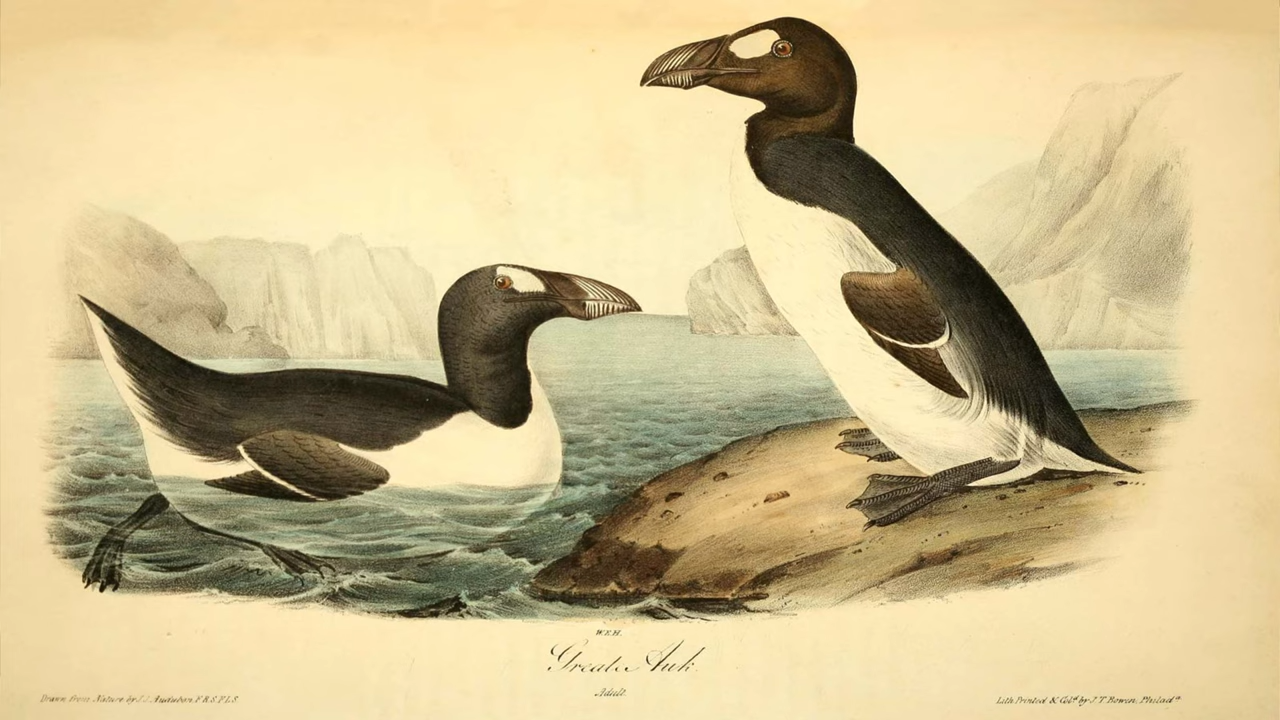 W.E.H.
Great Auk.
Adult
Drawn from Nature by J.J. Audubon, F.R.S.F.L.S.
Lith. Printed & Col.ᵈ by J.T. Bowen, Philad.ᵃ